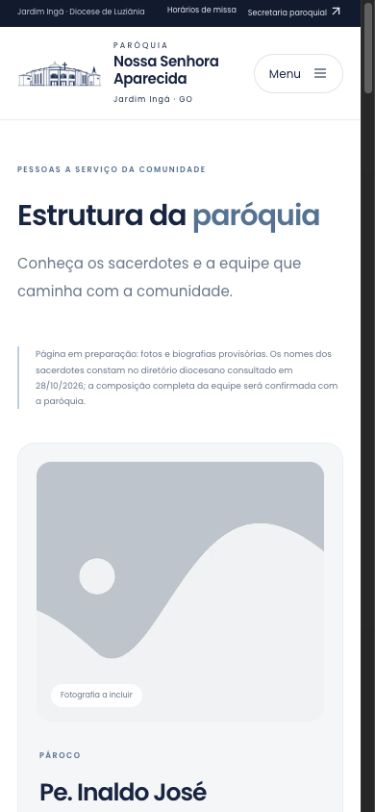 Jardim Ingá · Diocese de Luziânia
Horários de missa
Secretaria paroquial
PARÓQUIA
Nossa Senhora
Aparecida
Jardim Ingá · GO
Menu
PESSOAS A SERVIÇO DA COMUNIDADE
Estrutura da paróquia
Conheça os sacerdotes e a equipe que
caminha com a comunidade.
Página em preparação: fotos e biografias provisórias. Os nomes dos
sacerdotes constam no diretório diocesano consultado em
28/10/2026; a composição completa da equipe será confirmada com
a paróquia.
Fotografia a incluir
PÁROCO
Pe. Inaldo José